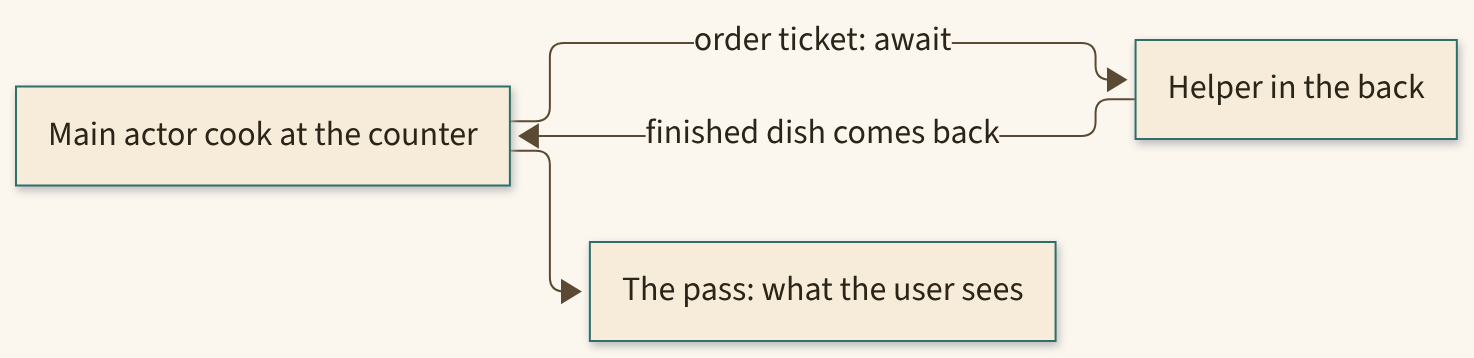 order ticket: await
Helper in the back
Main actor cook at the counter
finished dish comes back
The pass: what the user sees